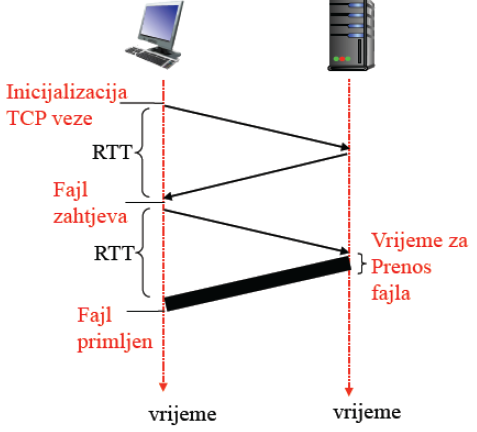 Inicijalizacija
TCP veze
RTT
Fajl
zahtjeva
RTT
Vrijeme za
Prenos
fajla
Fajl
primljen
vrijeme
vrijeme